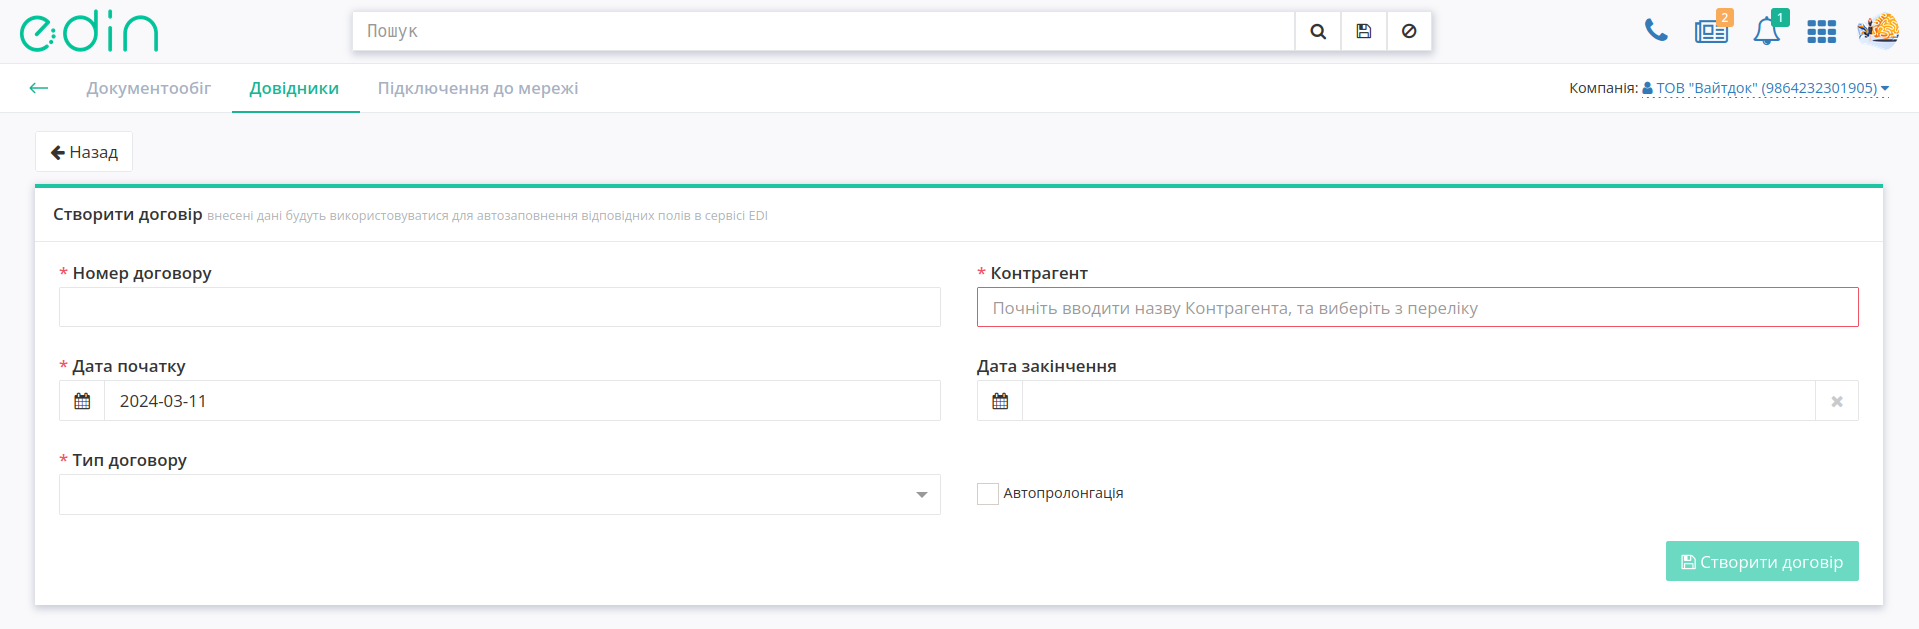 edin
Пошук
2
1
Документообіг
Довідники
Підключення до мережі
Компанія: ТОВ "Вайтдок" (9864232301905)
Назад
Створити договір внесені дані будуть використовуватися для автозаповнення відповідних полів в сервісі EDI
* Номер договору
* Контрагент
Почніть вводити назву Контрагента, та виберіть з переліку
* Дата початку
Дата закінчення
2024-03-11
* Тип договору
Автопролонгація
Створити договір